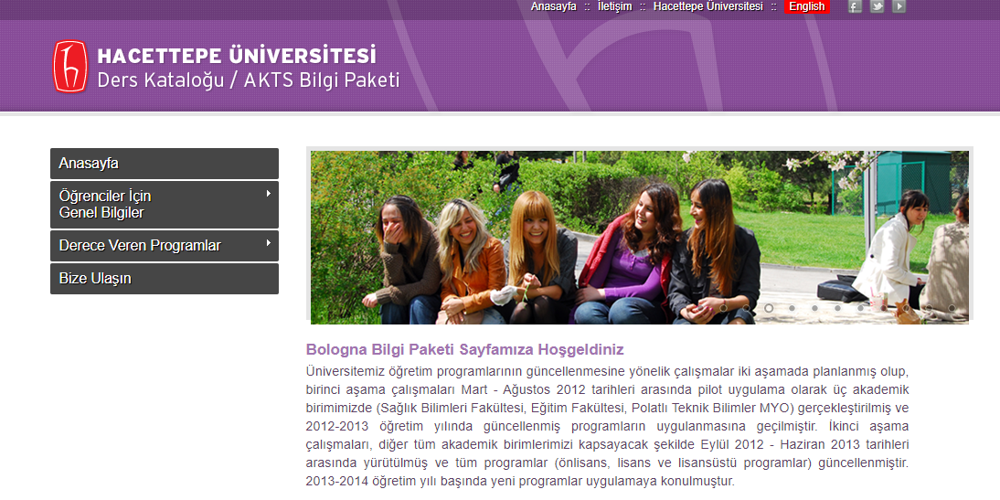 Anasayfa :: İletişim :: Hacettepe Üniversitesi :: English
HACETTEPE ÜNİVERSİTESİ
Ders Kataloğu / AKTS Bilgi Paketi
Anasayfa
Öğrenciler İçin
Genel Bilgiler
Derece Veren Programlar
Bize Ulaşın
Bologna Bilgi Paketi Sayfamıza Hoşgeldiniz
Üniversitemiz öğretim programlarının güncellenmesine yönelik çalışmalar iki aşamada planlanmış olup,
birinci aşama çalışmaları Mart - Ağustos 2012 tarihleri arasında pilot uygulama olarak üç akademik
birimimizde (Sağlık Bilimleri Fakültesi, Eğitim Fakültesi, Polatlı Teknik Bilimler MYO) gerçekleştirilmiş ve
2012-2013 öğretim yılında güncellenmiş programların uygulanmasına geçilmiştir. İkinci aşama
çalışmaları, diğer tüm akademik birimlerimizi kapsayacak şekilde Eylül 2012 - Haziran 2013 tarihleri
arasında yürütülmüş ve tüm programlar (önlisans, lisans ve lisansüstü programlar) güncellenmiştir.
2013-2014 öğretim yılı başında yeni programlar uygulamaya konulmuştur.